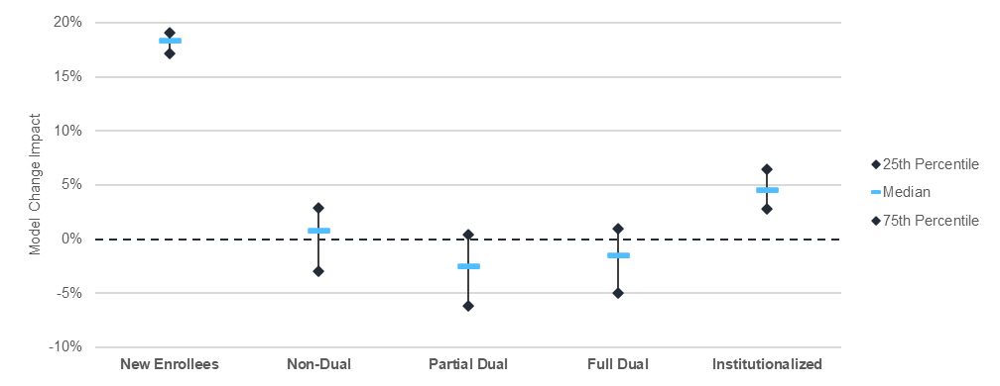 20%
15%
10%
5%
0%
-5%
-10%
Model Change Impact
New Enrollees Non-Dual Partial Dual Full Dual Institutionalized
25th Percentile
Median
75th Percentile